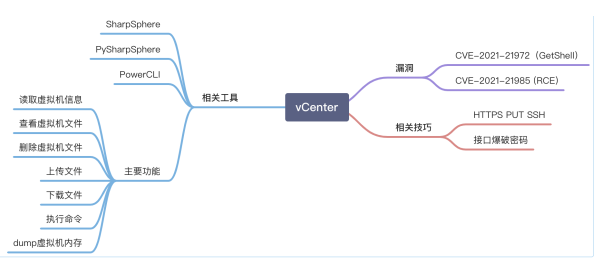 SharpSphere
PySharpSphere
PowerCLI
相关工具
读取虚拟机信息
查看虚拟机文件
删除虚拟机文件
上传文件
下载文件
执行命令
dump虚拟机内存
主要功能
vCenter
漏洞
CVE-2021-21972（GetShell）
CVE-2021-21985 (RCE)
相关技巧
HTTPS PUT SSH
接口爆破密码